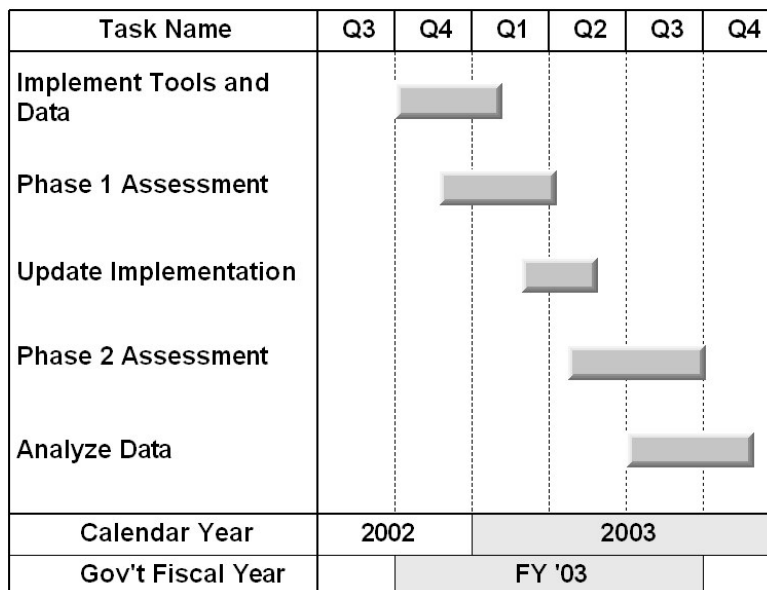 Task Name Q3 Q4 Q1 Q2 Q3 Q4
Implement Tools and
Data
Phase 1 Assessment
Update Implementation
Phase 2 Assessment
Analyze Data
Calendar Year 2002 2003
Gov't Fiscal Year FY '03